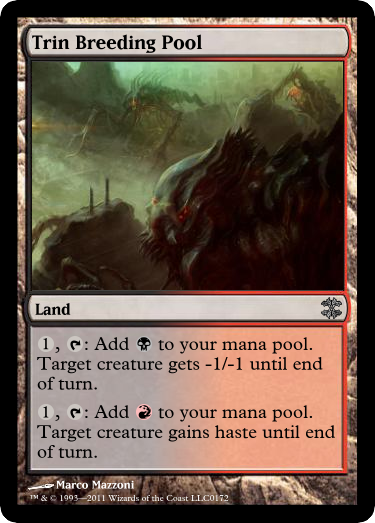 Trin Breeding Pool
Land
1, : Add to your mana pool.
Target creature gets -1/-1 until end
of turn.
1, : Add to your mana pool.
Target creature gains haste until end
of turn.
Marco Mazzoni
™ & © 1993–2011 Wizards of the Coast LLC0172